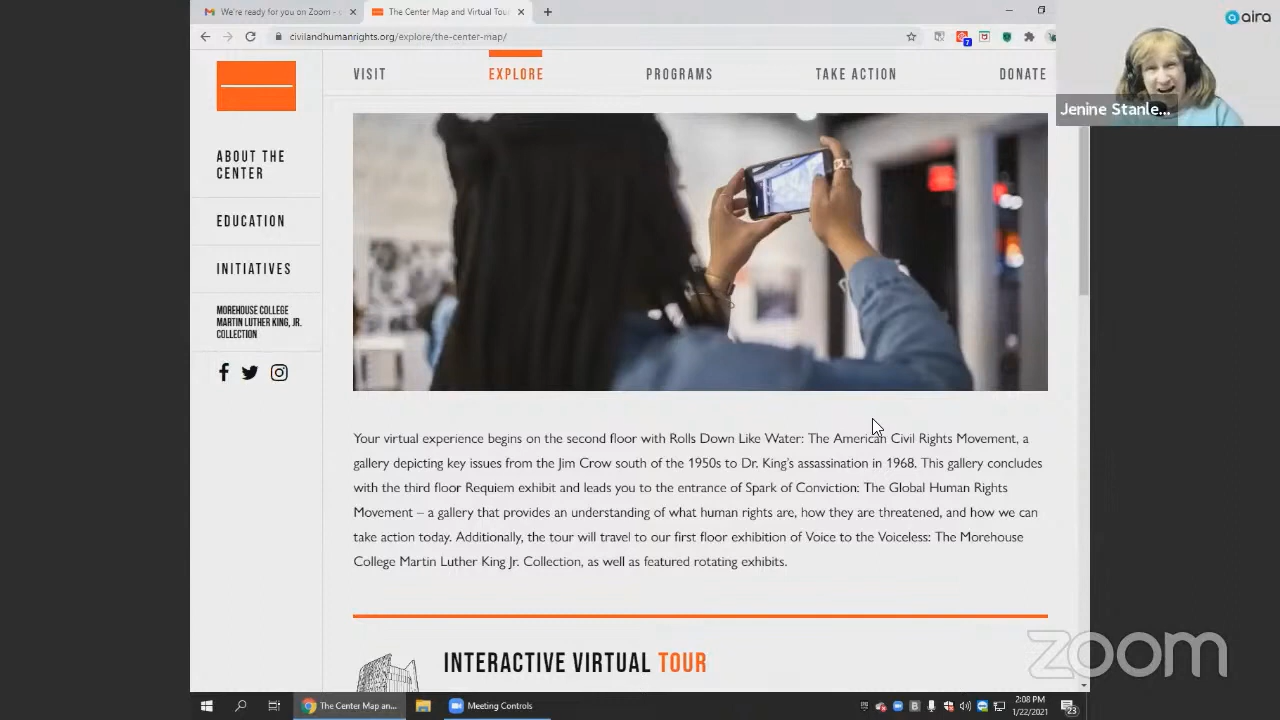 We're ready for you on Zoom -
The Center Map and Virtual Tour
civilandhumanrights.org/explore/the-center-map/
aira
Jenine Stanle...
VISIT
EXPLORE
PROGRAMS
TAKE ACTION
DONATE
ABOUT THE
CENTER
EDUCATION
INITIATIVES
MOREHOUSE COLLEGE
MARTIN LUTHER KING, JR.
COLLECTION
Your virtual experience begins on the second floor with Rolls Down Like Water: The American Civil Rights Movement, a
gallery depicting key issues from the Jim Crow south of the 1950s to Dr. King's assassination in 1968. This gallery concludes
with the third floor Requiem exhibit and leads you to the entrance of Spark of Conviction: The Global Human Rights
Movement – a gallery that provides an understanding of what human rights are, how they are threatened, and how we can
take action today. Additionally, the tour will travel to our first floor exhibition of Voice to the Voiceless: The Morehouse
College Martin Luther King Jr. Collection, as well as featured rotating exhibits.
INTERACTIVE VIRTUAL TOUR
zoom
The Center Map an...
Meeting Controls
2:08 PM
1/22/2021
23